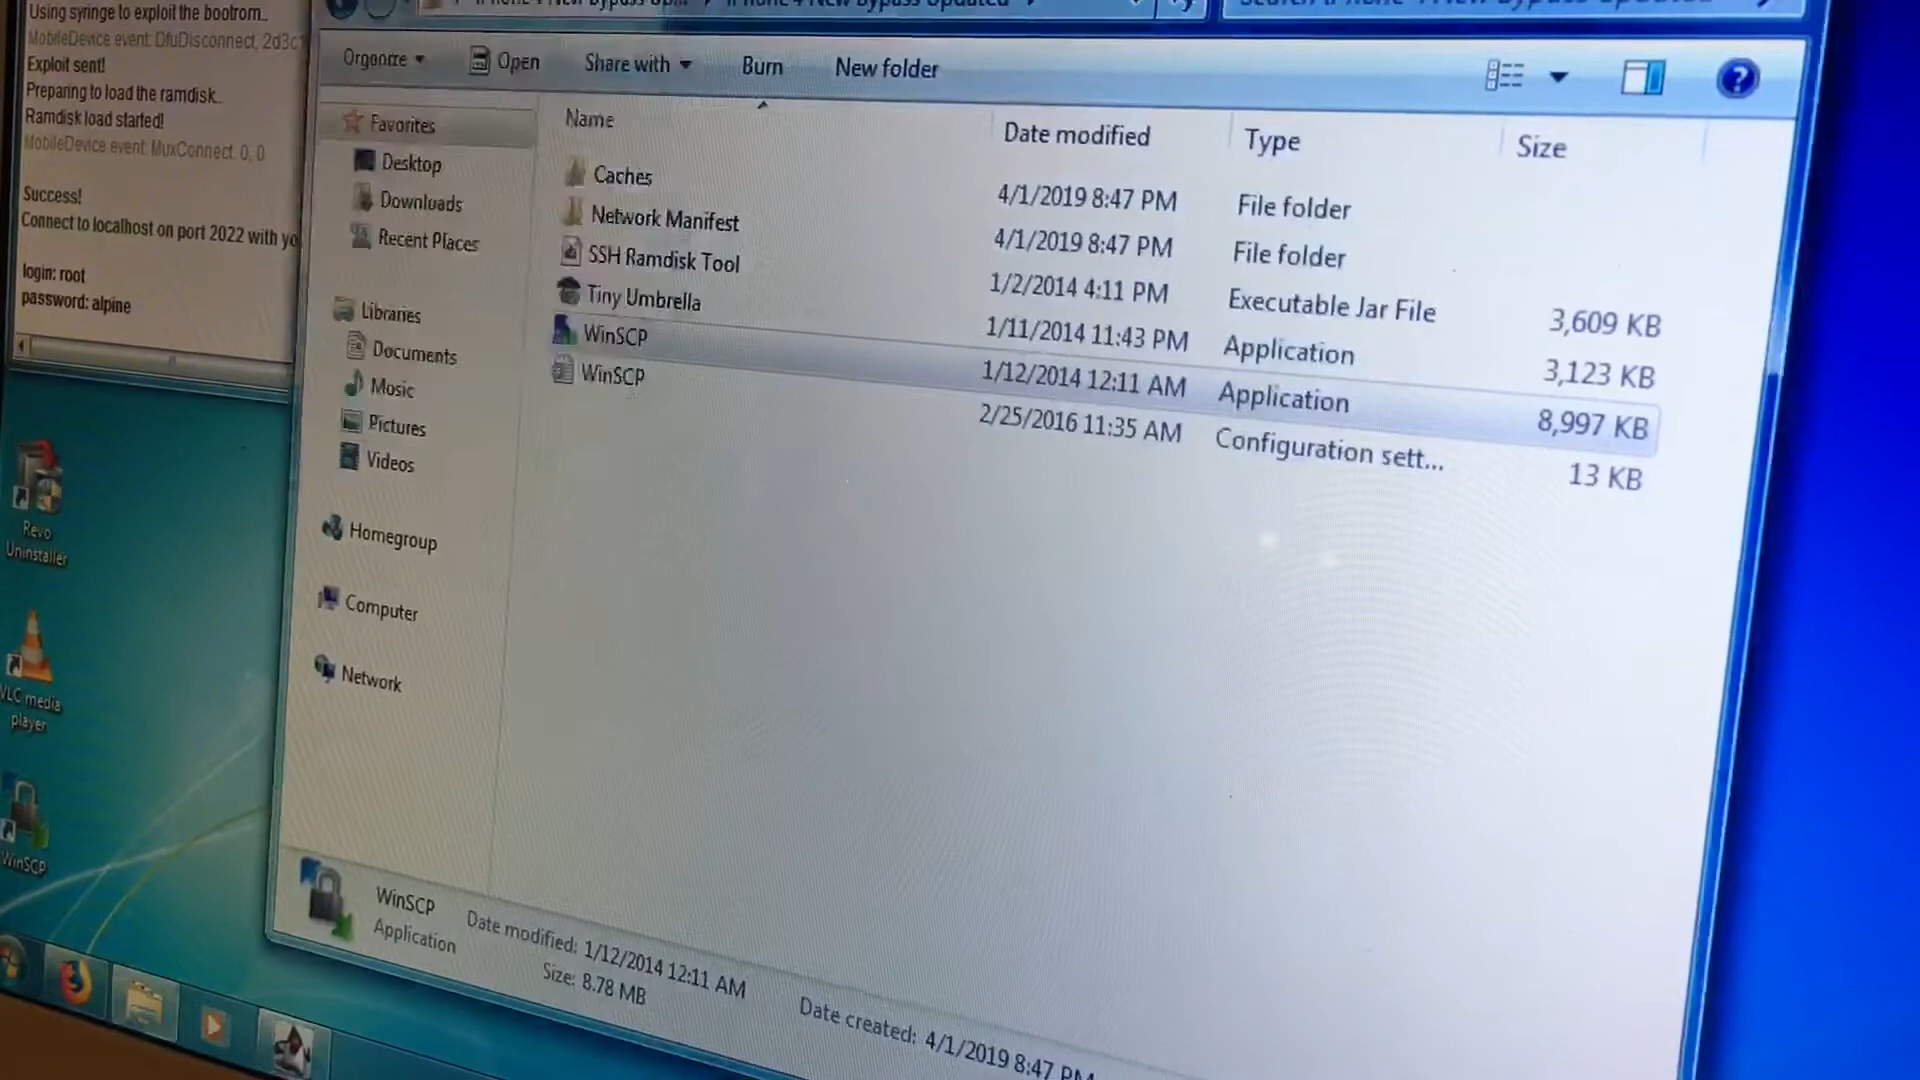 Using syringe to exploit the bootrom..
MobileDevice event: DfuDisconnect, 2d3c1
Exploit sent!
Preparing to load the ramdisk..
Ramdisk load started!
MobileDevice event: MuxConnect: 0, 0
Success!
Connect to localhost on port 2022 with yo
login: root
password: alpine
Organize
Open
Share with
Burn
New folder
Favorites
Desktop
Downloads
Recent Places
Libraries
Documents
Music
Pictures
Videos
Homegroup
Computer
Network
Name Date modified Type Size
Caches 4/1/2019 8:47 PM File folder
Network Manifest 4/1/2019 8:47 PM File folder
SSH Ramdisk Tool 1/2/2014 4:11 PM Executable Jar File 3,609 KB
Tiny Umbrella 1/11/2014 11:43 PM Application 3,123 KB
WinSCP 1/12/2014 12:11 AM Application 8,997 KB
WinSCP 2/25/2016 11:35 AM Configuration sett... 13 KB
Revo
Uninstaller
VLC media
player
WinSCP
WinSCP Date modified: 1/12/2014 12:11 AM Date created: 4/1/2019 8:47 PM
Application Size: 8.78 MB